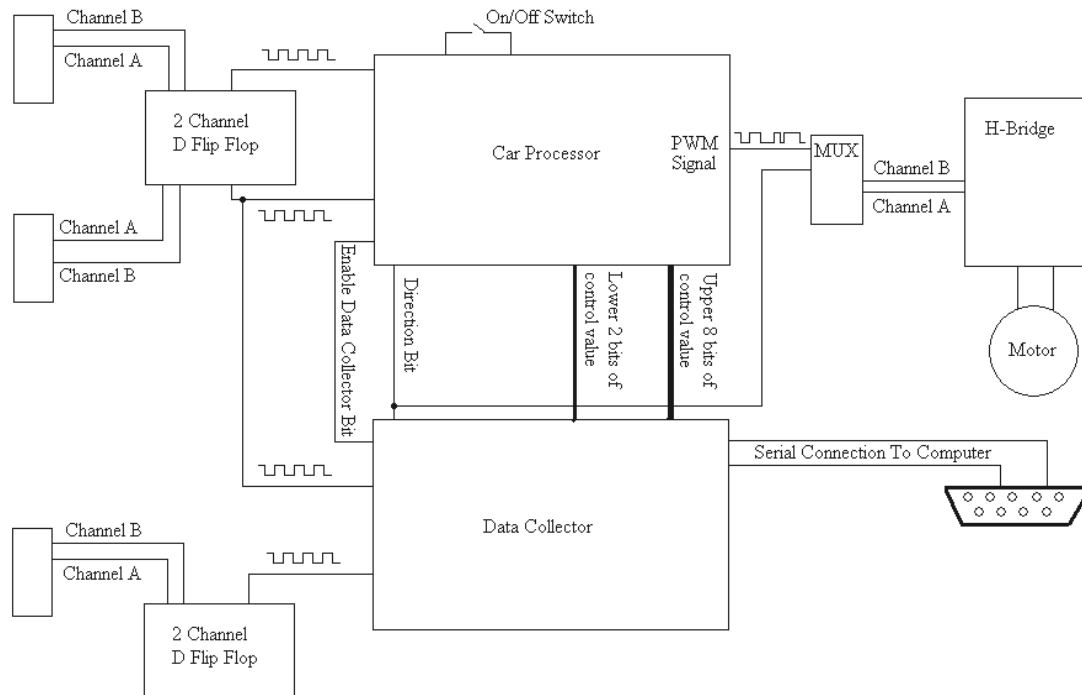 Channel B
Channel A
On/Off Switch
2 Channel
D Flip Flop
Car Processor
PWM
Signal
MUX
H-Bridge
Channel B
Channel A
Channel A
Channel B
Enable Data Collector Bit
Direction Bit
Lower 2 bits of
control value
Upper 8 bits of
control value
Motor
Serial Connection To Computer
Data Collector
Channel B
Channel A
2 Channel
D Flip Flop